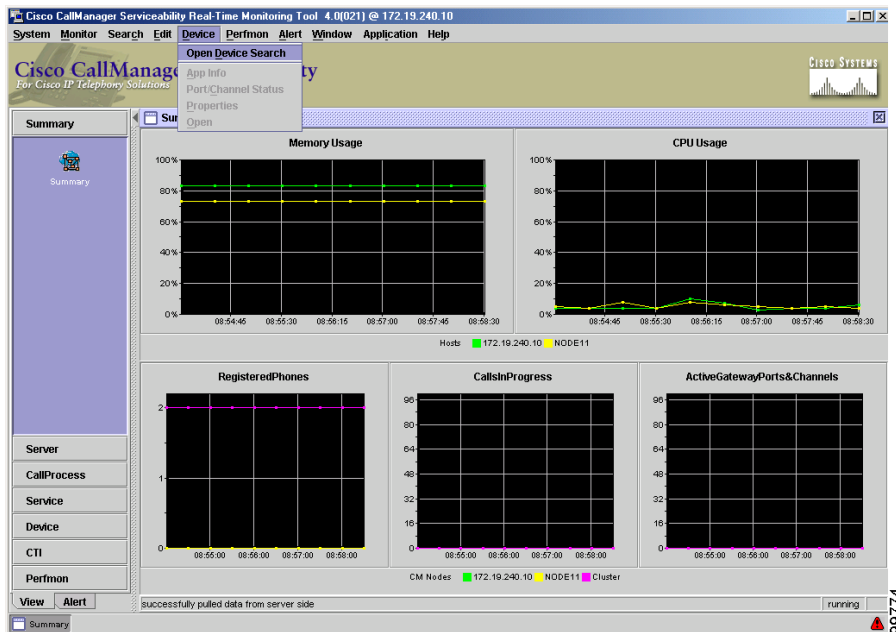 Cisco CallManager Serviceability Real-Time Monitoring Tool 4.0(021) @ 172.19.240.10
System Monitor Search Edit Device Perfmon Alert Window Application Help
Open Device Search
App Info
Port/Channel Status
Properties
Open
Cisco CallManage
ty
For Cisco IP Telephony Solutions
CISCO SYSTEMS
Summary
Summary
Server
CallProcess
Service
Device
CTI
Perfmon
View Alert
Memory Usage
100%
80%
60%
40%
20%
0%
08:54:45 08:55:30 08:56:15 08:57:00 08:57:45 08:58:30
CPU Usage
100%
80%
60%
40%
20%
0%
08:54:45 08:55:30 08:56:15 08:57:00 08:57:45 08:58:30
Hosts 172.19.240.10 NODE11
RegisteredPhones
2
1
0
08:55:00 08:56:00 08:57:00 08:58:00
CallsInProgress
96
80
64
48
32
16
0
08:55:00 08:56:00 08:57:00 08:58:00
ActiveGatewayPorts&Channels
96
80
64
48
32
16
0
08:55:00 08:56:00 08:57:00 08:58:00
CM Nodes 172.19.240.10 NODE11 Cluster
successfully pulled data from server side
running
Summary